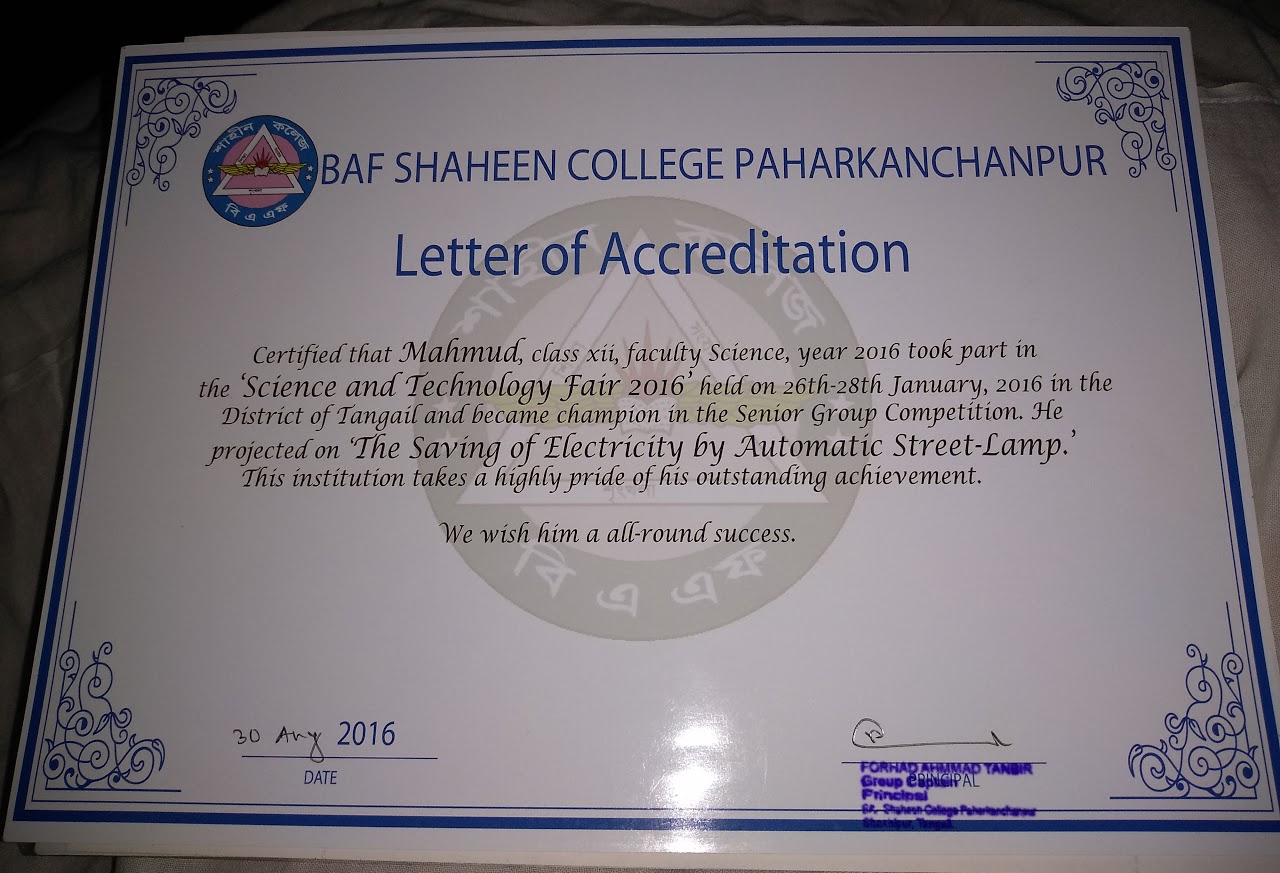 শাহীন কলেজ
বি এ এফ
BAF SHAHEEN COLLEGE PAHARKANCHANPUR
Letter of Accreditation
শাহীন কলেজ
Certified that Mahmud, class xii, faculty Science, year 2016 took part in
the ‘Science and Technology Fair 2016’ held on 26th-28th January, 2016 in the
District of Tangail and became champion in the Senior Group Competition. He
projected on ‘The Saving of Electricity by Automatic Street-Lamp.’
This institution takes a highly pride of his outstanding achievement.
We wish him a all-round success.
বি এ এফ
30 Aug 2016
DATE
PRINCIPAL
FORHAD AHMMAD TANBIR
Group Captain
Principal
Shaheen College Paharkanchanpur
Tangail